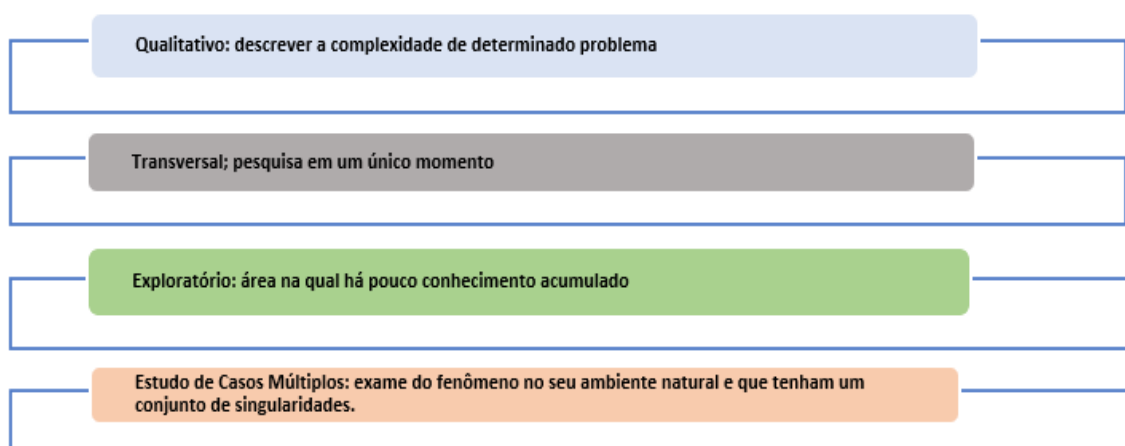 Qualitativo: descrever a complexidade de determinado problema
Transversal; pesquisa em um único momento
Exploratório: área na qual há pouco conhecimento acumulado
Estudo de Casos Múltiplos: exame do fenômeno no seu ambiente natural e que tenham um
conjunto de singularidades.